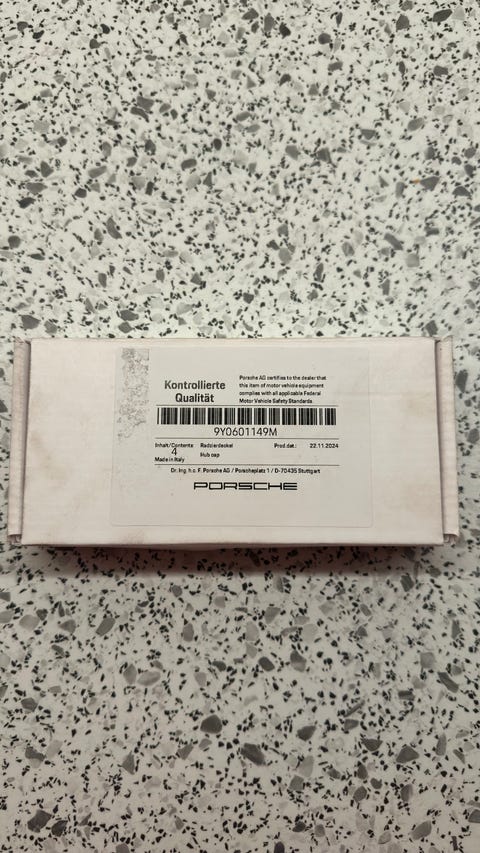 Kontrollierte
Qualität
Porsche AG certifies to the dealer that
this item of motor vehicle equipment
complies with all applicable Federal
Motor Vehicle Safety Standards
9Y0601149M
Inhalt/Contents: Radzierdeckel Prod.dat.: 22.11.2024
4 Hub cap
Made in Italy
Dr. Ing. h.c. F. Porsche AG / Porscheplatz 1 / D-70435 Stuttgart
PORSCHE